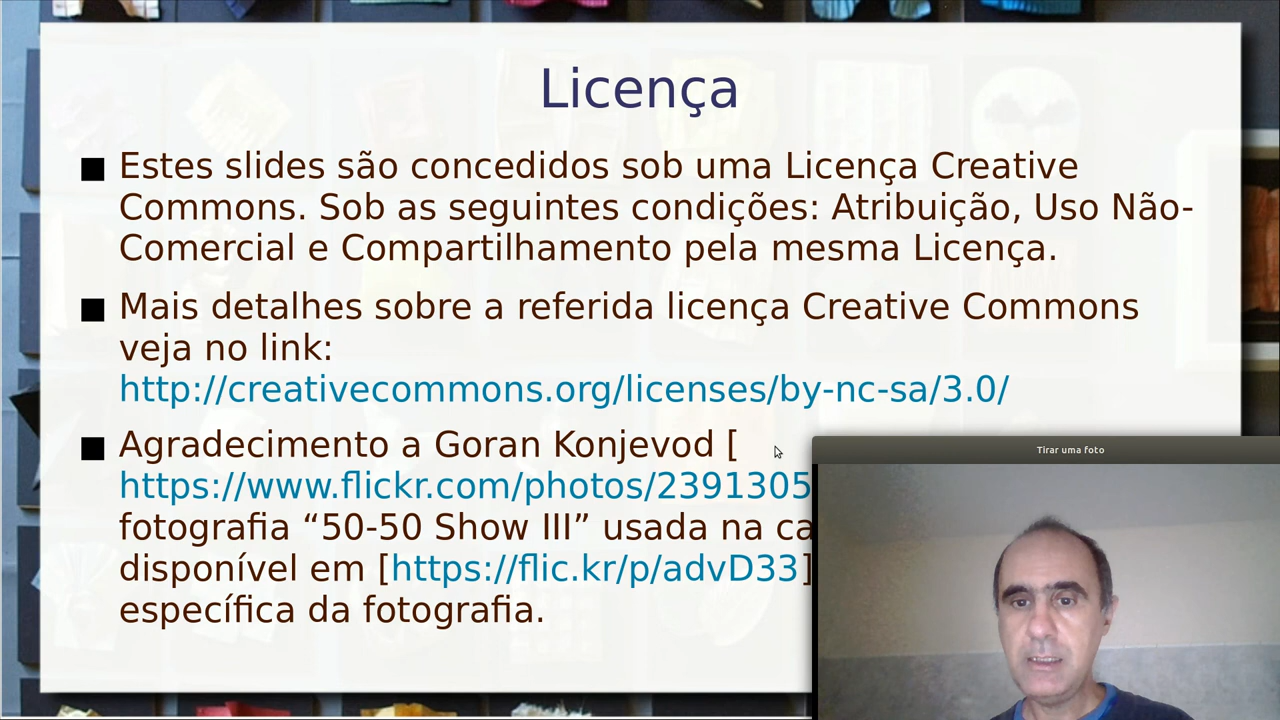 Licença
Estes slides são concedidos sob uma Licença Creative
Commons. Sob as seguintes condições: Atribuição, Uso Não-
Comercial e Compartilhamento pela mesma Licença.
Mais detalhes sobre a referida licença Creative Commons
veja no link:
http://creativecommons.org/licenses/by-nc-sa/3.0/
Agradecimento a Goran Konjevod [
https://www.flickr.com/photos/2391305
fotografia “50-50 Show III” usada na
disponível em [https://flic.kr/p/advD33]
específica da fotografia.
Tirar uma foto